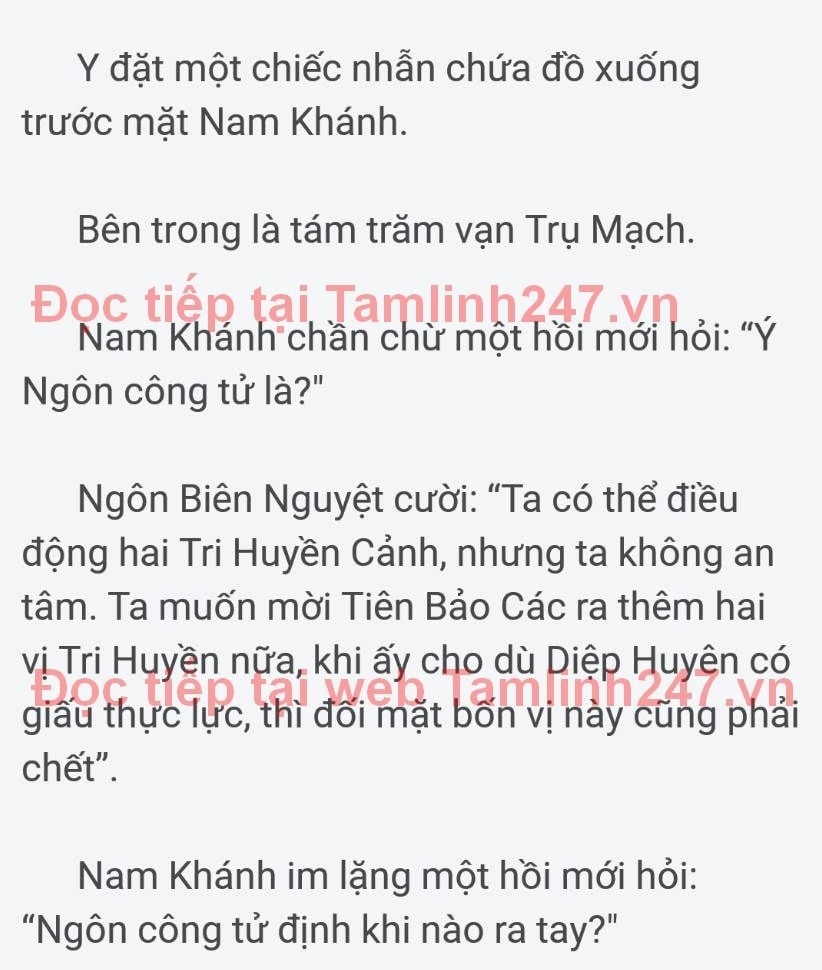 Y đặt một chiếc nhẫn chứa đồ xuống
trước mặt Nam Khánh.
Bên trong là tám trăm vạn Trụ Mạch.
Đọc tiếp tại Tamlinh247.vn
Nam Khánh chần chừ một hồi mới hỏi: “Ý
Ngôn công tử là?"
Ngôn Biên Nguyệt cười: “Ta có thể điều
động hai Tri Huyền Cảnh, nhưng ta không an
tâm. Ta muốn mời Tiên Bảo Các ra thêm hai
vị Tri Huyền nữa, khi ấy cho dù Diệp Huyên có
Đọc tiếp tại web Tamlinh247.vn
giấu thực lực, thì đối mặt bốn vị này cũng phải
chết”.
Nam Khánh im lặng một hồi mới hỏi:
“Ngôn công tử định khi nào ra tay?"